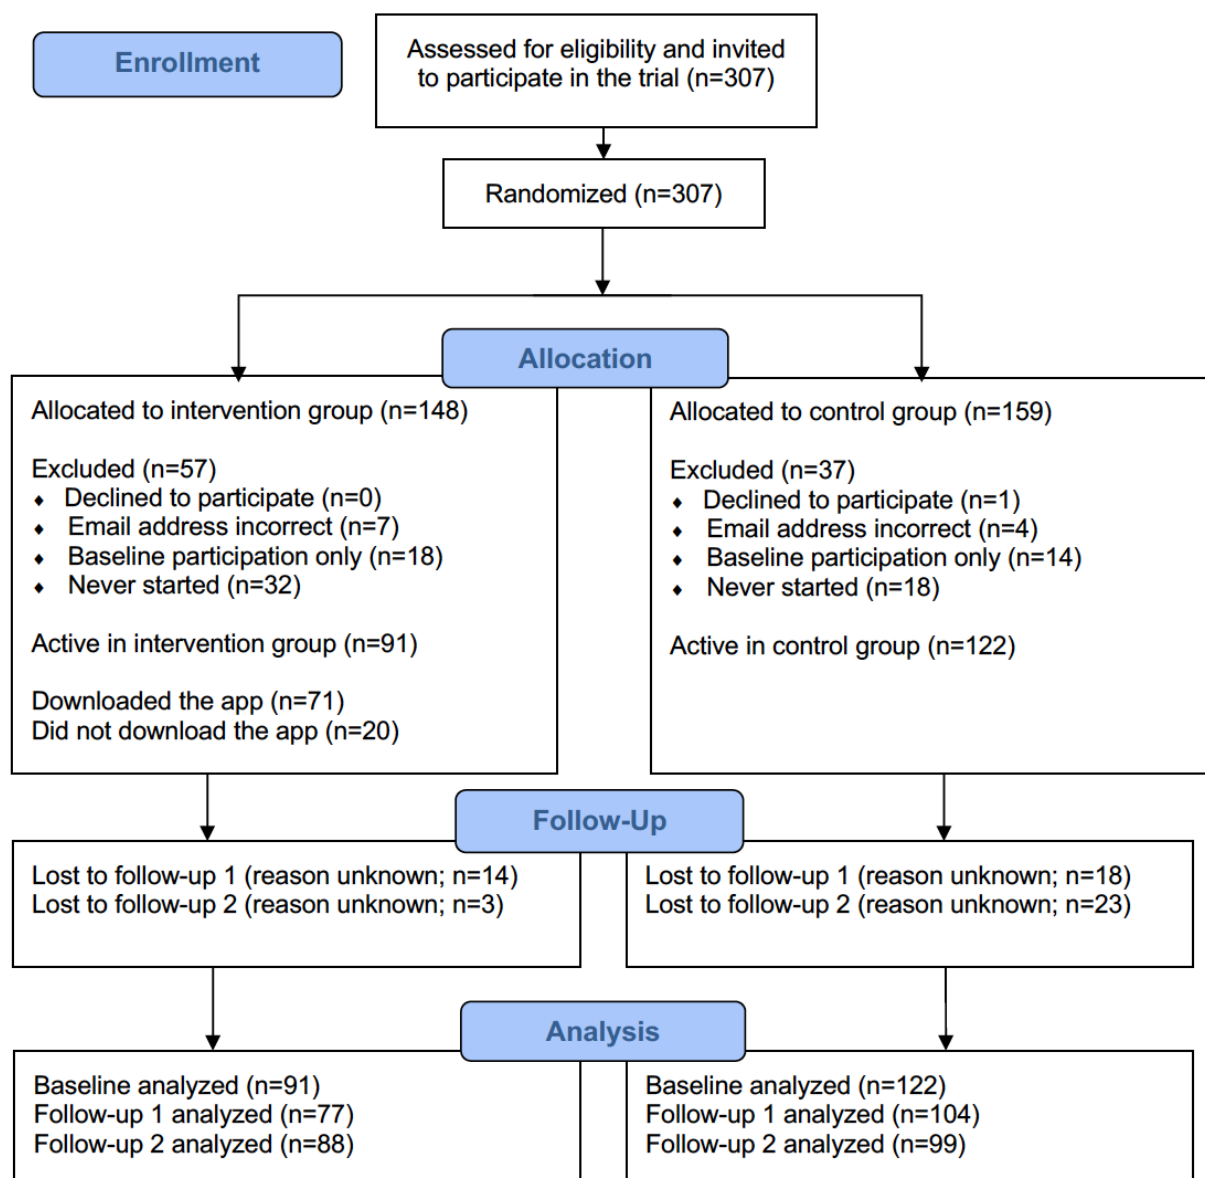 Enrollment
Assessed for eligibility and invited
to participate in the trial (n=307)
Randomized (n=307)
Allocation
Allocated to intervention group (n=148)
Excluded (n=57)
⬧ Declined to participate (n=0)
⬧ Email address incorrect (n=7)
⬧ Baseline participation only (n=18)
⬧ Never started (n=32)
Active in intervention group (n=91)
Downloaded the app (n=71)
Did not download the app (n=20)
Allocated to control group (n=159)
Excluded (n=37)
⬧ Declined to participate (n=1)
⬧ Email address incorrect (n=4)
⬧ Baseline participation only (n=14)
⬧ Never started (n=18)
Active in control group (n=122)
Follow-Up
Lost to follow-up 1 (reason unknown; n=14)
Lost to follow-up 2 (reason unknown; n=3)
Lost to follow-up 1 (reason unknown; n=18)
Lost to follow-up 2 (reason unknown; n=23)
Analysis
Baseline analyzed (n=91)
Follow-up 1 analyzed (n=77)
Follow-up 2 analyzed (n=88)
Baseline analyzed (n=122)
Follow-up 1 analyzed (n=104)
Follow-up 2 analyzed (n=99)